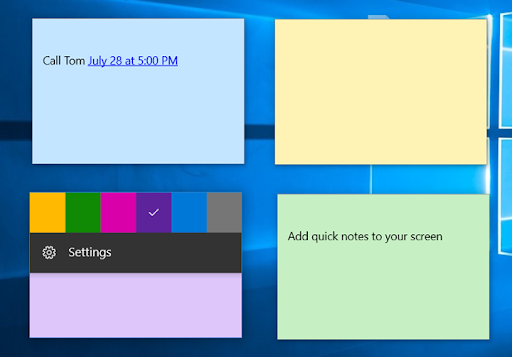 Call Tom July 28 at 5:00 PM
Settings
Add quick notes to your screen